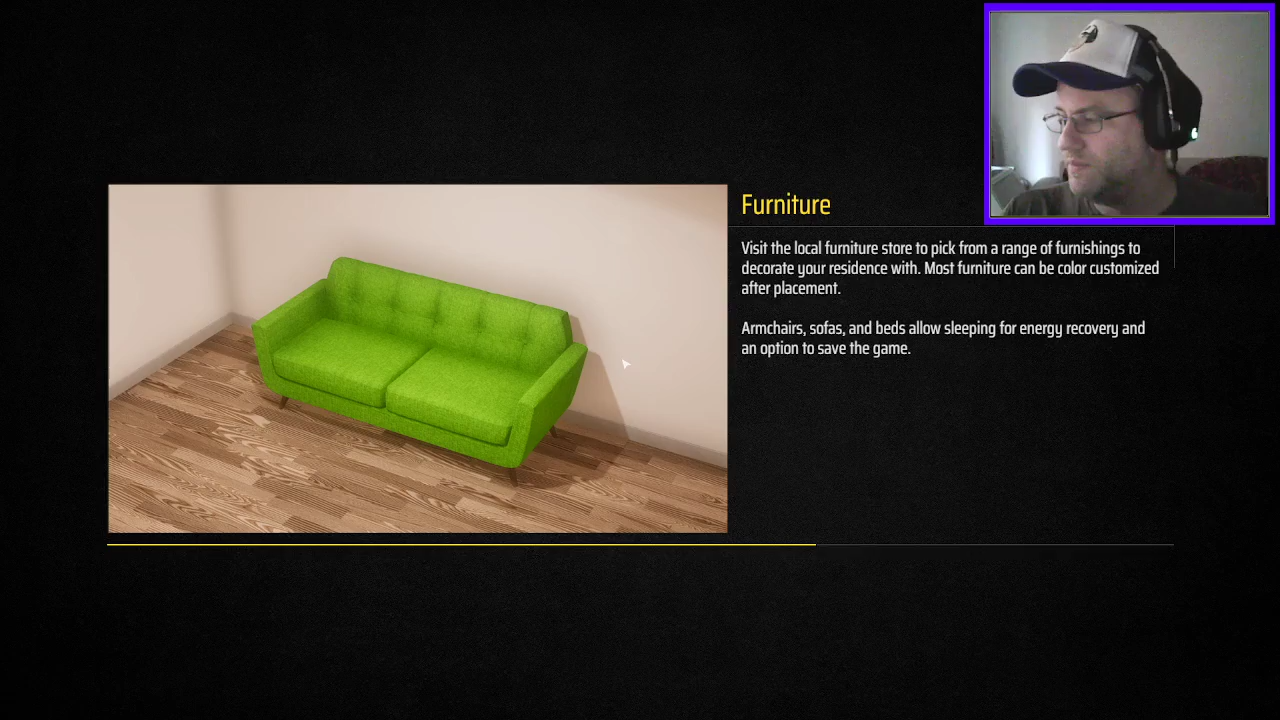 Furniture
Visit the local furniture store to pick from a range of furnishings to
decorate your residence with. Most furniture can be color customized
after placement.
Armchairs, sofas, and beds allow sleeping for energy recovery and
an option to save the game.